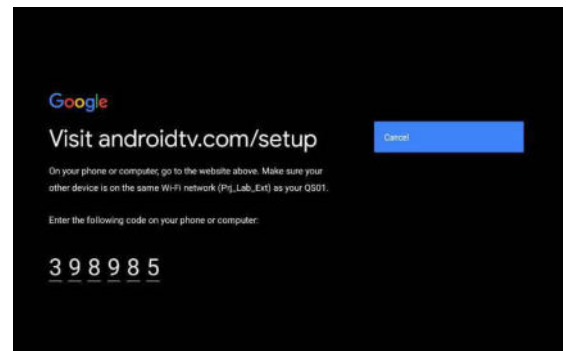 Google
Visit androidtv.com/setup
Cancel
On your phone or computer, go to the website above. Make sure your
other device is on the same Wi-Fi network (Prj_Lab_Ext) as your Q501.
Enter the following code on your phone or computer:
398985